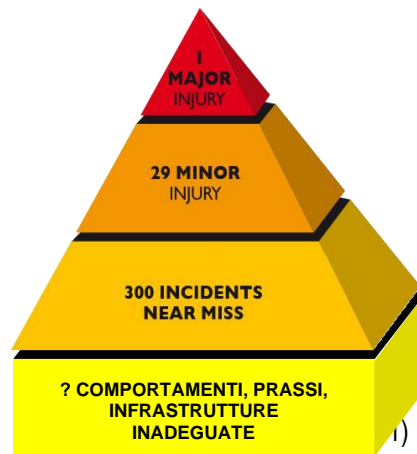 1
MAJOR
INJURY
29 MINOR
INJURY
300 INCIDENTS
NEAR MISS
? COMPORTAMENTI, PRASSI,
INFRASTRUTTURE
INADEGUATE